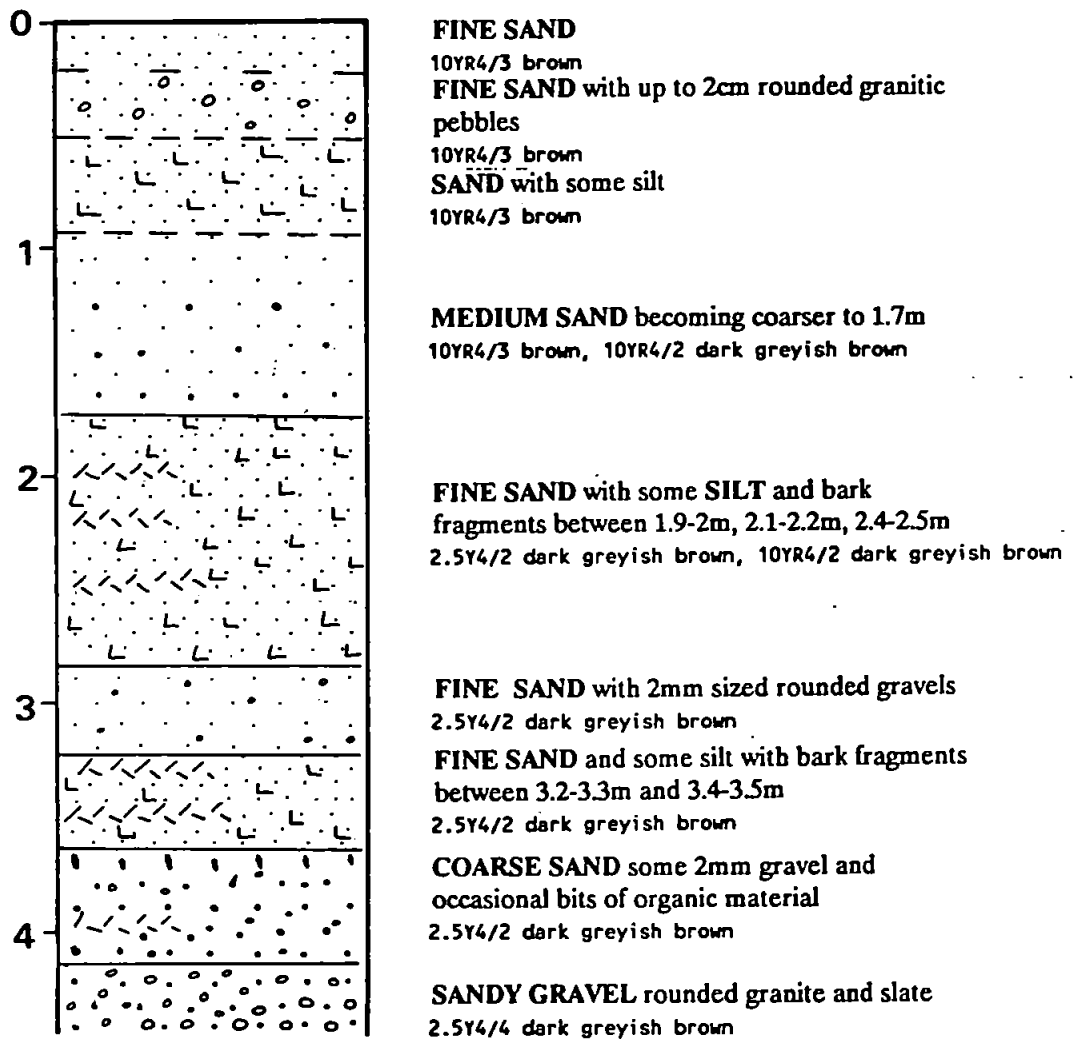 0
FINE SAND
10YR4/3 brown
FINE SAND with up to 2cm rounded granitic
pebbles
10YR4/3 brown
SAND with some silt
10YR4/3 brown
1
MEDIUM SAND becoming coarser to 1.7m
10YR4/3 brown, 10YR4/2 dark greyish brown
2
FINE SAND with some SILT and bark
fragments between 1.9-2m, 2.1-2.2m, 2.4-2.5m
2.5Y4/2 dark greyish brown, 10YR4/2 dark greyish brown
3
FINE SAND with 2mm sized rounded gravels
2.5Y4/2 dark greyish brown
FINE SAND and some silt with bark fragments
between 3.2-3.3m and 3.4-3.5m
2.5Y4/2 dark greyish brown
COARSE SAND some 2mm gravel and
occasional bits of organic material
2.5Y4/2 dark greyish brown
4
SANDY GRAVEL rounded granite and slate
2.5Y4/4 dark greyish brown